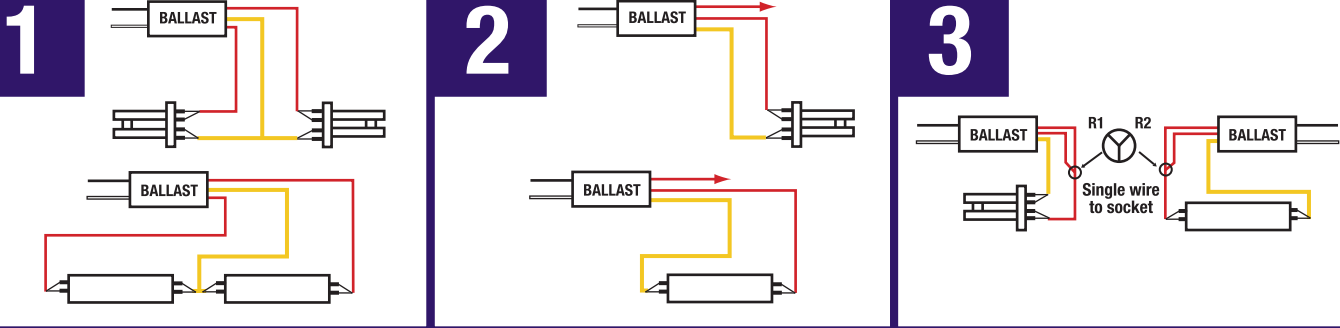 1
BALLAST
BALLAST
2
BALLAST
BALLAST
3
BALLAST
R1
R2
BALLAST
Single wire
to socket